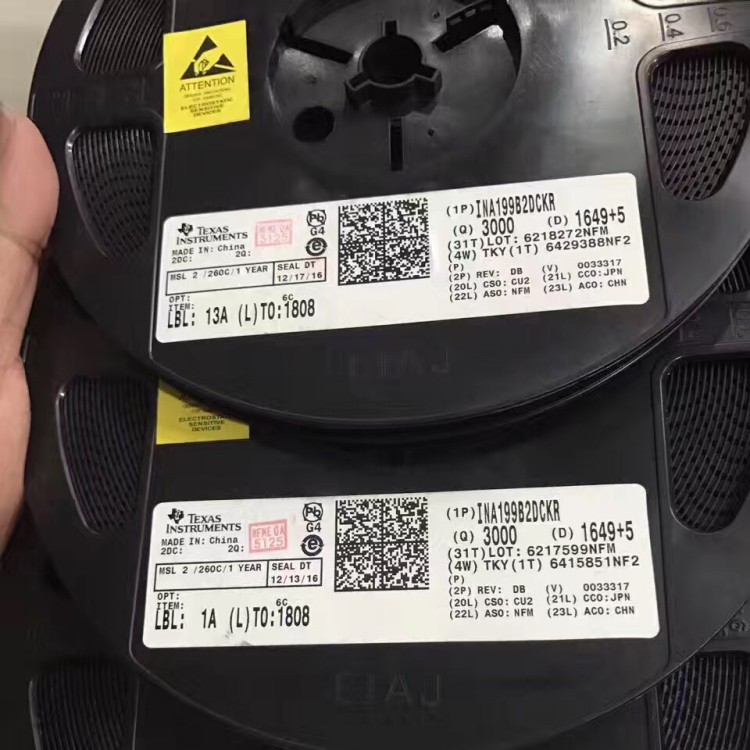 0.2
0.4
ATTENTION
ELECTROSTATIC
SENSITIVE
DEVICES
TEXAS
INSTRUMENTS
MADE IN: China
2DC: 2Q:
5125
Pb
G4
e
MSL 2 /260C/1 YEAR
SEAL DT
12/17/16
OPT:
ITEM:
6C
LBL: 13A (L)TO:1808
(1P)INA199B2DCKR
(Q) 3000 (D) 1649+5
(31T)LOT: 6218272NFM
(4W) TKY(1T) 6429388NF2
(P)
(2P) REV: DB (V) 0033317
(20L) CSO: CU2 (21L) CCO:JPN
(22L) ASO: NFM (23L) ACO: CHN
EIAJ
ELECTROSTATIC
SENSITIVE
DEVICES
TEXAS
INSTRUMENTS
MADE IN: China
2DC: 2Q:
5125
Pb
G4
e
MSL 2 /260C/1 YEAR
SEAL DT
12/13/16
OPT:
ITEM:
6C
LBL: 1A (L)TO:1808
(1P)INA199B2DCKR
(Q) 3000 (D) 1649+5
(31T)LOT: 6217599NFM
(4W) TKY(1T) 6415851NF2
(P)
(2P) REV: DB (V) 0033317
(20L) CSO: CU2 (21L) CCO:JPN
(22L) ASO: NFM (23L) ACO: CHN
EIAJ